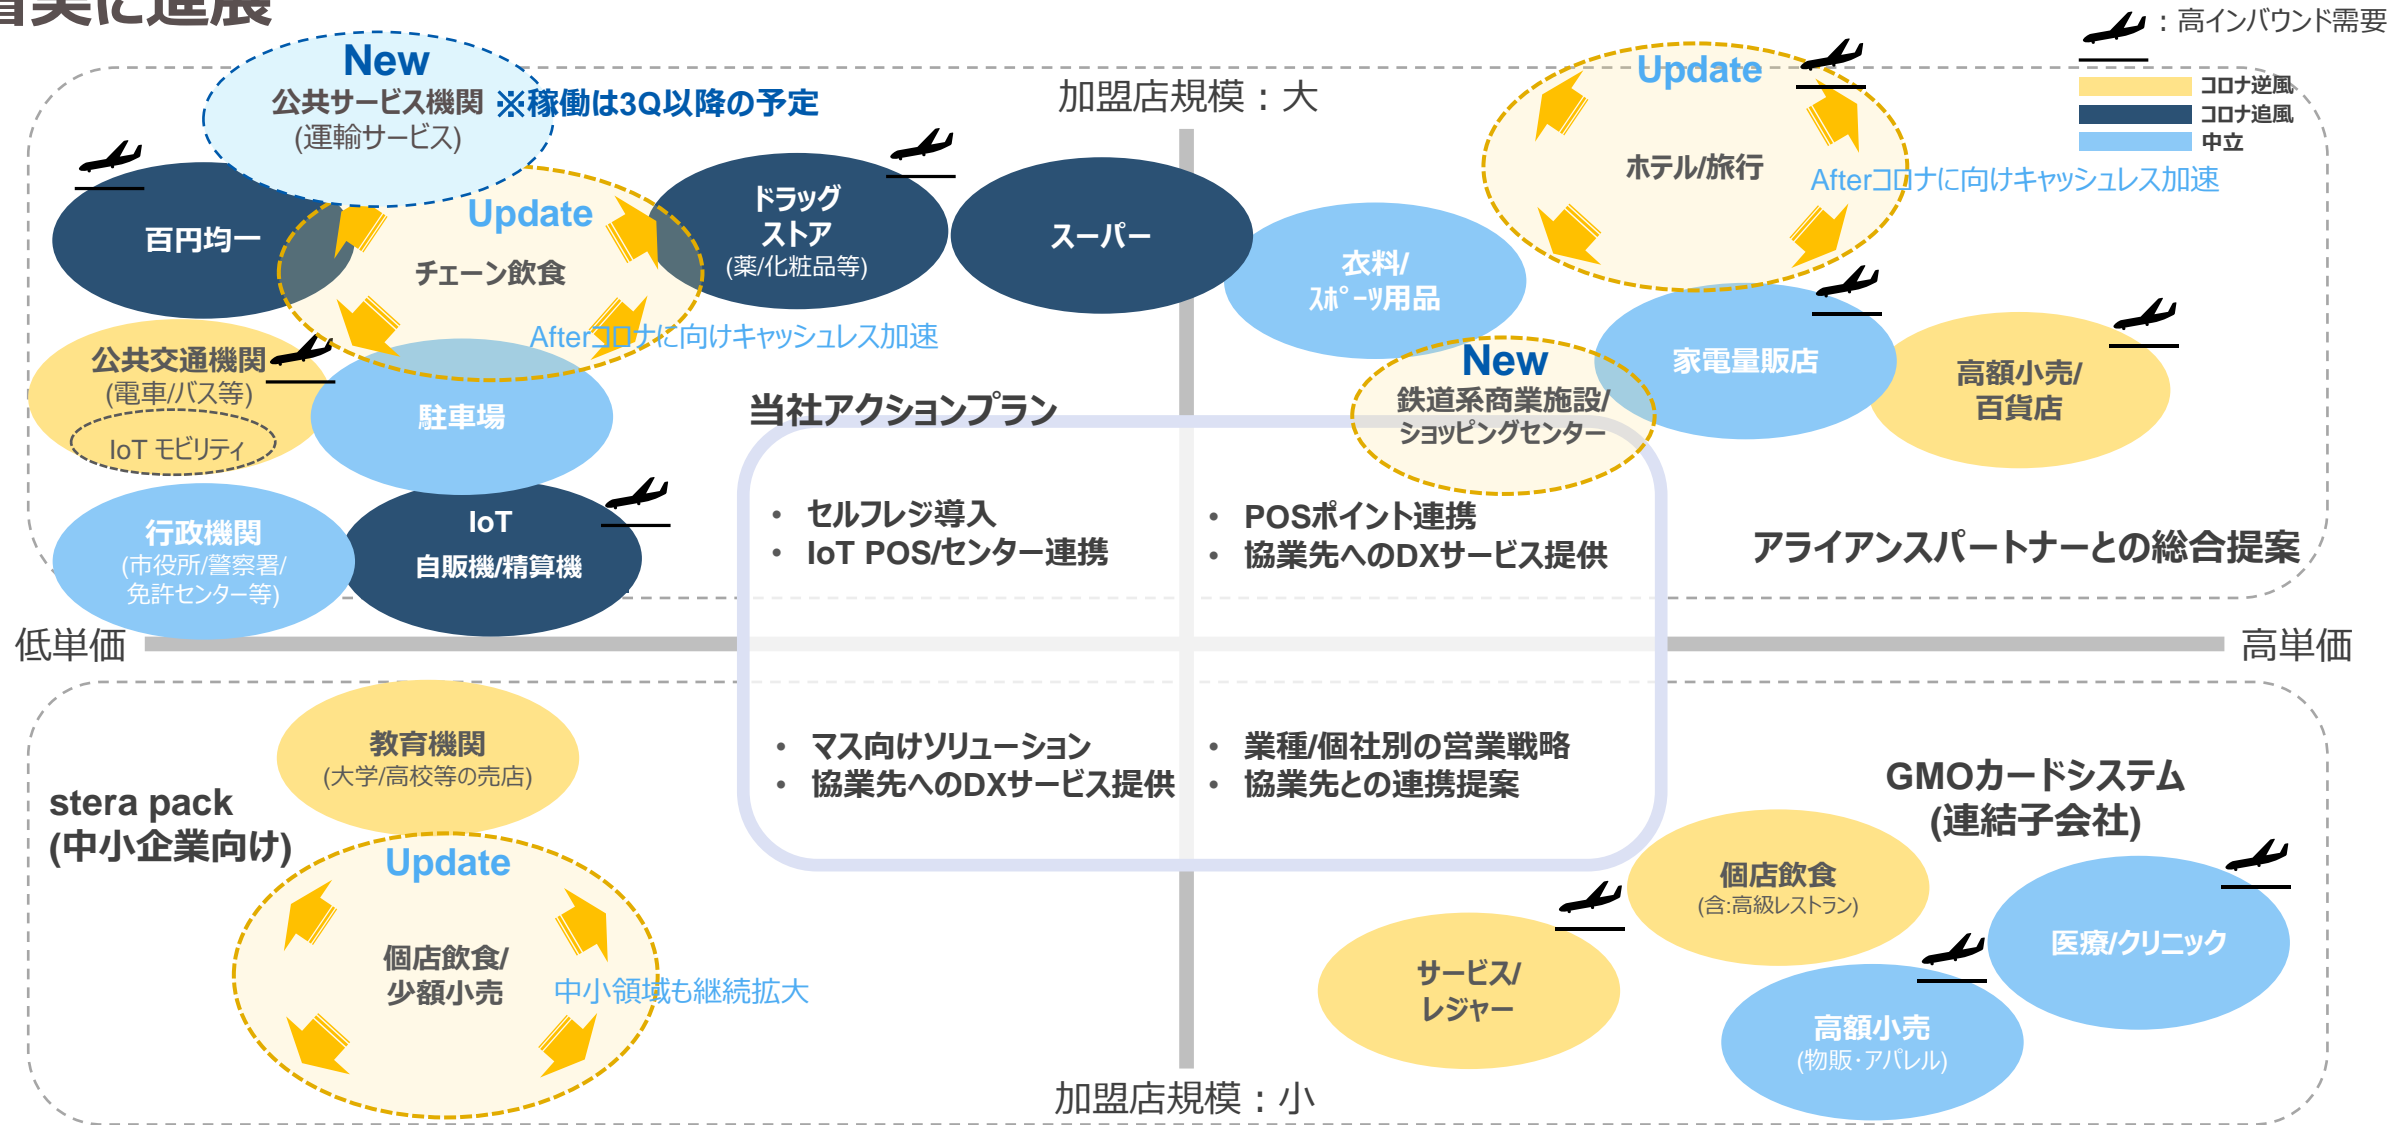 着実に進展
：高インバウンド需要
コロナ逆風
コロナ追風
中立
加盟店規模：大
New
公共サービス機関
(運輸サービス)
※稼働は3Q以降の予定
百円均一
Update
チェーン飲食
Afterコロナに向けキャッシュレス加速
ドラッグ
ストア
(薬/化粧品等)
スーパー
衣料/
ｽﾎﾟｰﾂ用品
Update
ホテル/旅行
Afterコロナに向けキャッシュレス加速
公共交通機関
(電車/バス等)
IoT モビリティ
駐車場
New
鉄道系商業施設/
ショッピングセンター
家電量販店
高額小売/
百貨店
行政機関
(市役所/警察署/
免許センター等)
IoT
自販機/精算機
当社アクションプラン
• セルフレジ導入
• IoT POS/センター連携
• POSポイント連携
• 協業先へのDXサービス提供
アライアンスパートナーとの総合提案
低単価
高単価
• マス向けソリューション
• 協業先へのDXサービス提供
• 業種/個社別の営業戦略
• 協業先との連携提案
教育機関
(大学/高校等の売店)
stera pack
(中小企業向け)
Update
個店飲食/
少額小売
中小領域も継続拡大
GMOカードシステム
(連結子会社)
個店飲食
(含:高級レストラン)
サービス/
レジャー
医療/クリニック
高額小売
(物販・アパレル)
加盟店規模：小